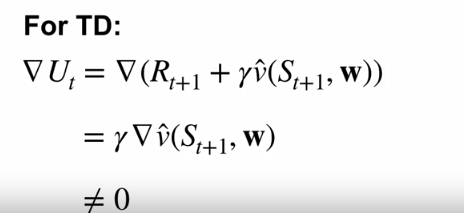 For TD:
∇U_t = ∇(R_{t+1} + γv̂(S_{t+1}, w))
= γ∇v̂(S_{t+1}, w)
≠ 0